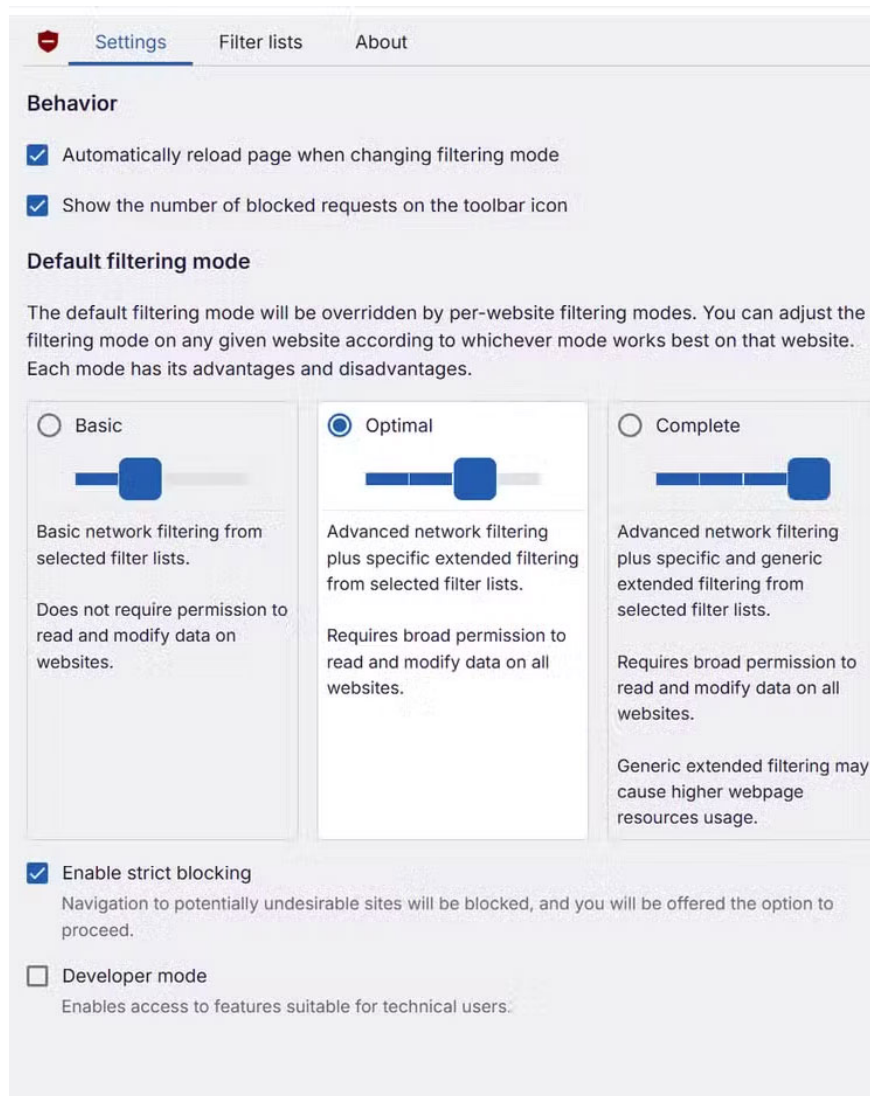 Settings
Filter lists
About
Behavior
Automatically reload page when changing filtering mode
Show the number of blocked requests on the toolbar icon
Default filtering mode
The default filtering mode will be overridden by per-website filtering modes. You can adjust the
filtering mode on any given website according to whichever mode works best on that website.
Each mode has its advantages and disadvantages.
Basic
Basic network filtering from
selected filter lists.
Does not require permission to
read and modify data on
websites.
Optimal
Advanced network filtering
plus specific extended filtering
from selected filter lists.
Requires broad permission to
read and modify data on all
websites.
Complete
Advanced network filtering
plus specific and generic
extended filtering from
selected filter lists.
Requires broad permission to
read and modify data on all
websites.
Generic extended filtering may
cause higher webpage
resources usage.
Enable strict blocking
Navigation to potentially undesirable sites will be blocked, and you will be offered the option to
proceed.
Developer mode
Enables access to features suitable for technical users.